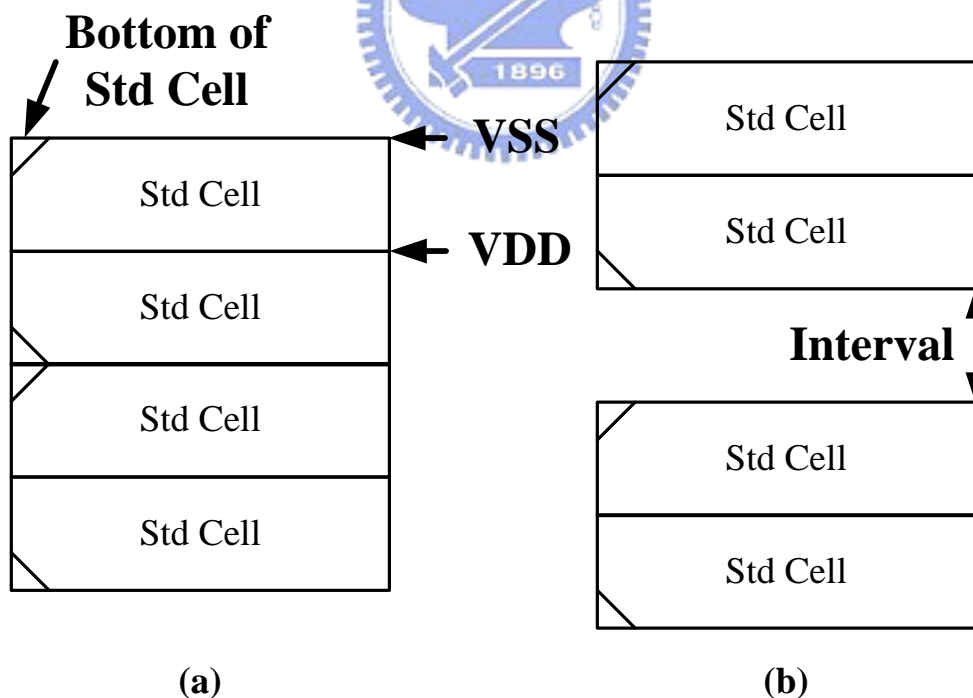 Bottom of
Std Cell
1896
VSS
VDD
Std Cell
Std Cell
Std Cell
Std Cell
(a)
Std Cell
Std Cell
Interval
Std Cell
Std Cell
(b)